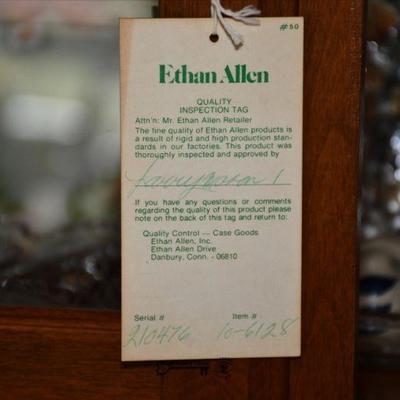 #50
Ethan Allen
QUALITY
INSPECTION TAG
Attn'n: Mr. Ethan Allen Retailer
The fine quality of Ethan Allen products is
a result of rigid and high production stan-
dards in our factories. This product was
thoroughly inspected and approved by
If you have any questions or comments
regarding the quality of this product please
note on the back of this tag and return to:
Quality Control — Case Goods
Ethan Allen, Inc.
Ethan Allen Drive
Danbury, Conn. - 06810
Serial # Item #
210476 10-6128